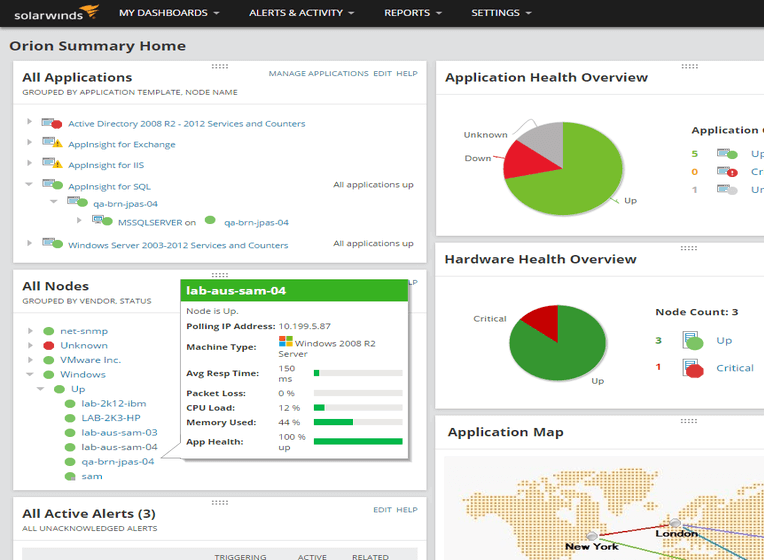 solarwinds MY DASHBOARDS ALERTS & ACTIVITY REPORTS SETTINGS
Orion Summary Home
All Applications
MANAGE APPLICATIONS EDIT HELP
GROUPED BY APPLICATION TEMPLATE, NODE NAME
Active Directory 2008 R2 - 2012 Services and Counters
AppInsight for Exchange
AppInsight for IIS
AppInsight for SQL All applications up
qa-brn-jpas-04
MSSQLSERVER on qa-brn-jpas-04
Windows Server 2003-2012 Services and Counters All applications up
All Nodes
GROUPED BY VENDOR, STATUS
net-snmp
Unknown
VMware Inc.
Windows
Up
lab-2k12-ibm
LAB-2K3-HP
lab-aus-sam-03
lab-aus-sam-04
qa-brn-jpas-04
sam
lab-aus-sam-04
Node is Up.
Polling IP Address: 10.199.5.87
Machine Type: Windows 2008 R2
Server
Avg Resp Time: 150
ms
Packet Loss: 0 %
CPU Load: 12 %
Memory Used: 44 %
App Health: 100 %
up
All Active Alerts (3)
EDIT HELP
ALL UNACKNOWLEDGED ALERTS
TRIGGERING ACTIVE RELATED
Application Health Overview
Unknown
Down
Up
Application
5 Up
0 Cr
1 Un
Hardware Health Overview
Critical
Up
Node Count: 3
3 Up
1 Critical
Application Map
London
New York